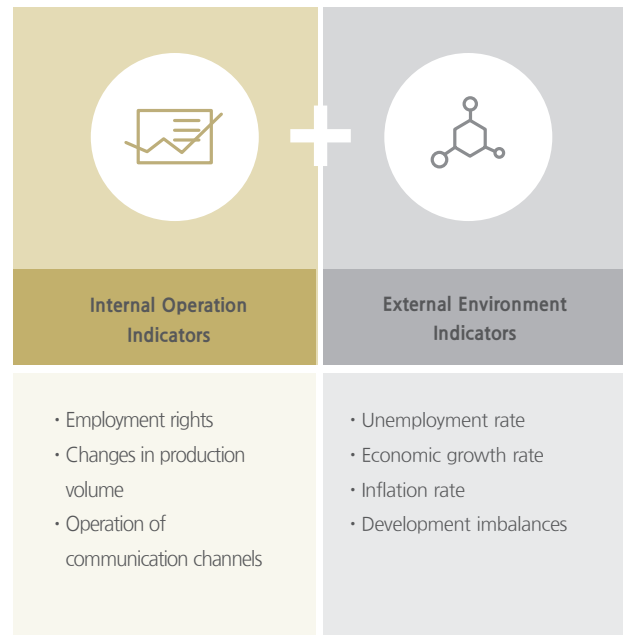 Internal Operation
Indicators
・Employment rights
・Changes in production
volume
・Operation of
communication channels
External Environment
Indicators
・Unemployment rate
・Economic growth rate
・Inflation rate
・Development imbalances